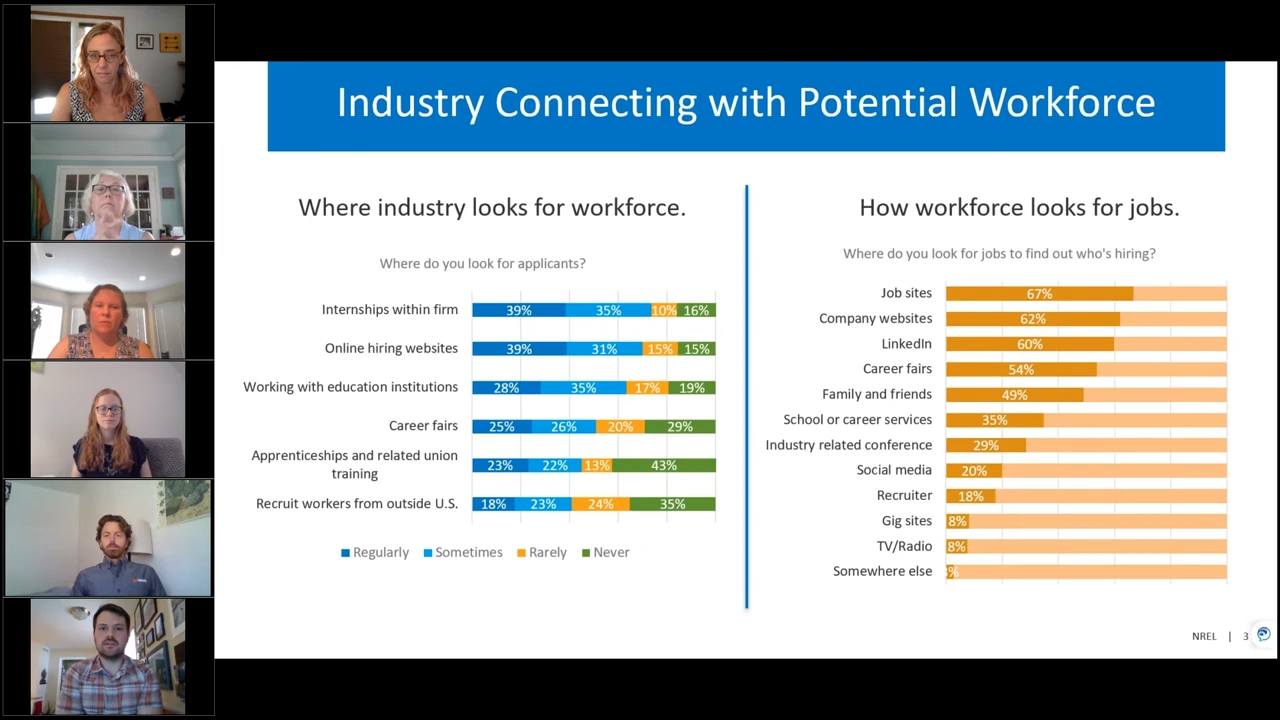 Industry Connecting with Potential Workforce
Where industry looks for workforce.
Where do you look for applicants?
Internships within firm 39% 35% 10% 16%
Online hiring websites 39% 31% 15% 15%
Working with education institutions 28% 35% 17% 19%
Career fairs 25% 26% 20% 29%
Apprenticeships and related union
training 23% 22% 13% 43%
Recruit workers from outside U.S. 18% 23% 24% 35%
Regularly Sometimes Rarely Never
How workforce looks for jobs.
Where do you look for jobs to find out who's hiring?
Job sites 67%
Company websites 62%
LinkedIn 60%
Career fairs 54%
Family and friends 49%
School or career services 35%
Industry related conference 29%
Social media 20%
Recruiter 18%
Gig sites 8%
TV/Radio 8%
Somewhere else
NREL | 3